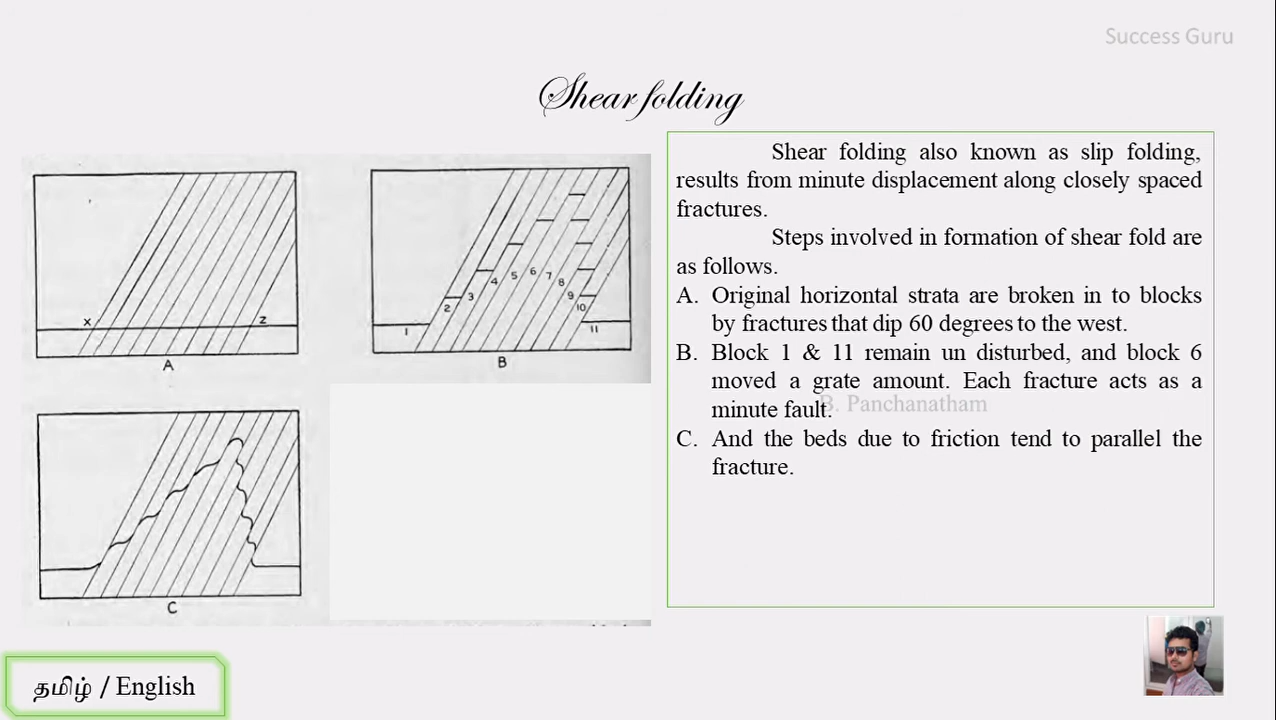 Success Guru
Shear folding
X
Z
A
1
2
3
4
5
6
7
8
9
10
11
B
C
Shear folding also known as slip folding,
results from minute displacement along closely spaced
fractures.
Steps involved in formation of shear fold are
as follows.
A. Original horizontal strata are broken in to blocks
by fractures that dip 60 degrees to the west.
B. Block 1 & 11 remain un disturbed, and block 6
moved a grate amount. Each fracture acts as a
minute fault.
B. Panchanatham
C. And the beds due to friction tend to parallel the
fracture.
தமிழ் / English